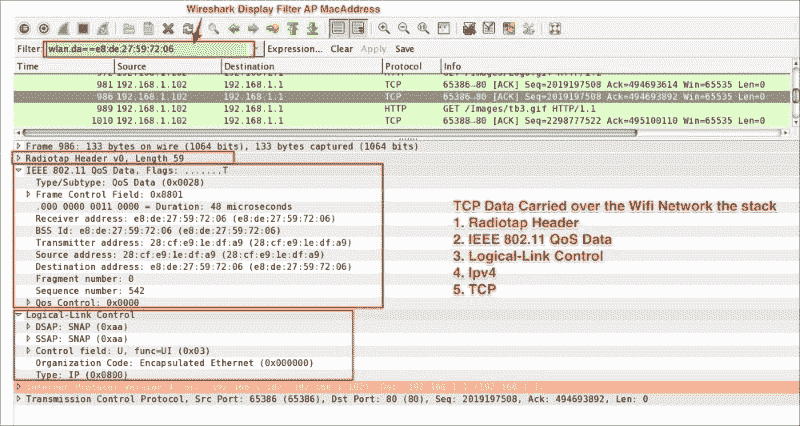 Wireshark Display Filter AP MacAddress
Filter: wlan.da==e8:de:27:59:72:06 Expression... Clear Apply Save
Time Source Destination Protocol Info
981 192.168.1.102 192.168.1.1 TCP 65386→80 [ACK] Seq=2019197508 Ack=494693614 Win=65535 Len=0
986 192.168.1.102 192.168.1.1 TCP 65386→80 [ACK] Seq=2019197508 Ack=494693892 Win=65535 Len=0
989 192.168.1.102 192.168.1.1 HTTP GET /Images/tb3.gif HTTP/1.1
1010 192.168.1.102 192.168.1.1 TCP 65388→80 [ACK] Seq=2298777522 Ack=495100110 Win=65535 Len=0
Frame 986: 133 bytes on wire (1064 bits), 133 bytes captured (1064 bits)
Radiotap Header v0, Length 59
IEEE 802.11 QoS Data, Flags: .......T
Type/Subtype: QoS Data (0x0028)
Frame Control Field: 0x8801
.000 0000 0011 0000 = Duration: 48 microseconds
Receiver address: e8:de:27:59:72:06 (e8:de:27:59:72:06)
BSS Id: e8:de:27:59:72:06 (e8:de:27:59:72:06)
Transmitter address: 28:cf:e9:1e:df:a9 (28:cf:e9:1e:df:a9)
Source address: 28:cf:e9:1e:df:a9 (28:cf:e9:1e:df:a9)
Destination address: e8:de:27:59:72:06 (e8:de:27:59:72:06)
Fragment number: 0
Sequence number: 542
Qos Control: 0x0000
Logical-Link Control
DSAP: SNAP (0xaa)
SSAP: SNAP (0xaa)
Control field: U, func=UI (0x03)
Organization Code: Encapsulated Ethernet (0x000000)
Type: IP (0x0800)
Transmission Control Protocol, Src Port: 65386 (65386), Dst Port: 80 (80), Seq: 2019197508, Ack: 494693892, Len: 0
TCP Data Carried over the Wifi Network the stack
1. Radiotap Header
2. IEEE 802.11 QoS Data
3. Logical-Link Control
4. Ipv4
5. TCP